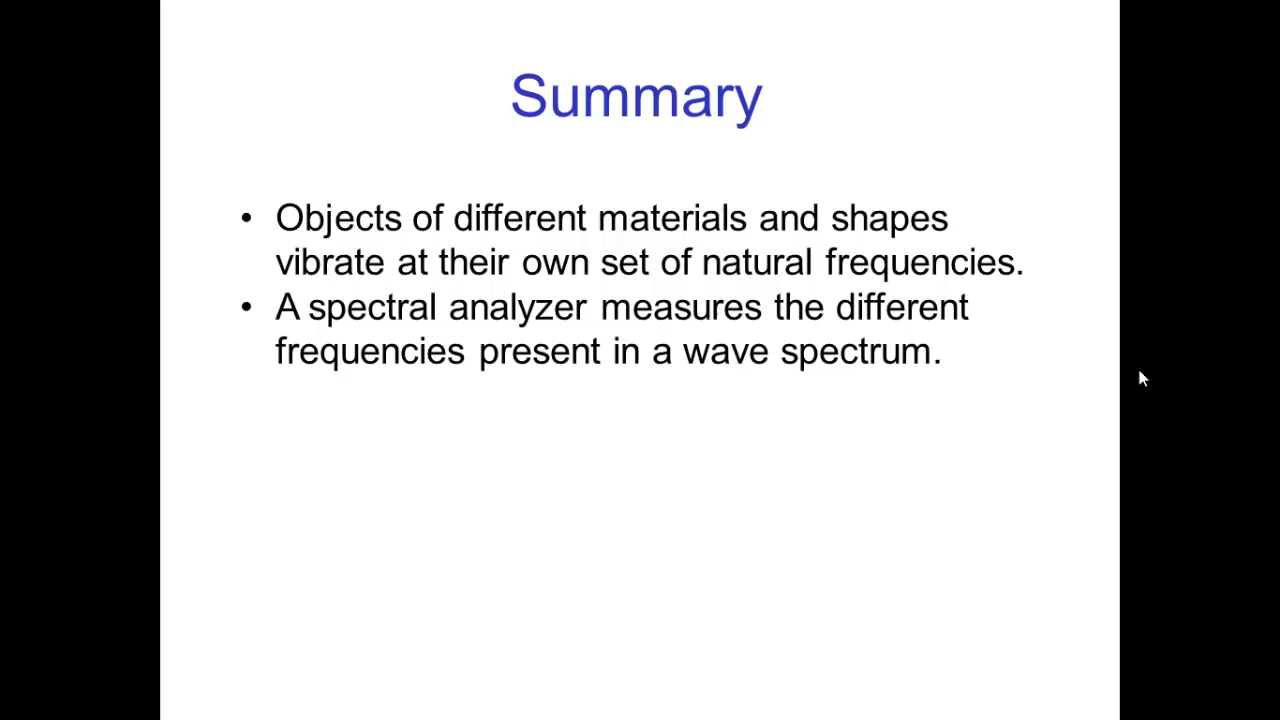 Summary
• Objects of different materials and shapes
vibrate at their own set of natural frequencies.
• A spectral analyzer measures the different
frequencies present in a wave spectrum.